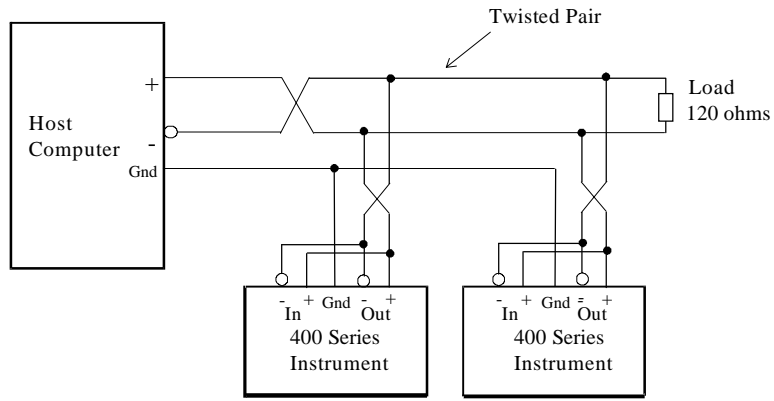 Twisted Pair
+
Load
120 ohms
Host
Computer
-
Gnd
- + Gnd - +
In Out
400 Series
Instrument
- + Gnd - +
In Out
400 Series
Instrument